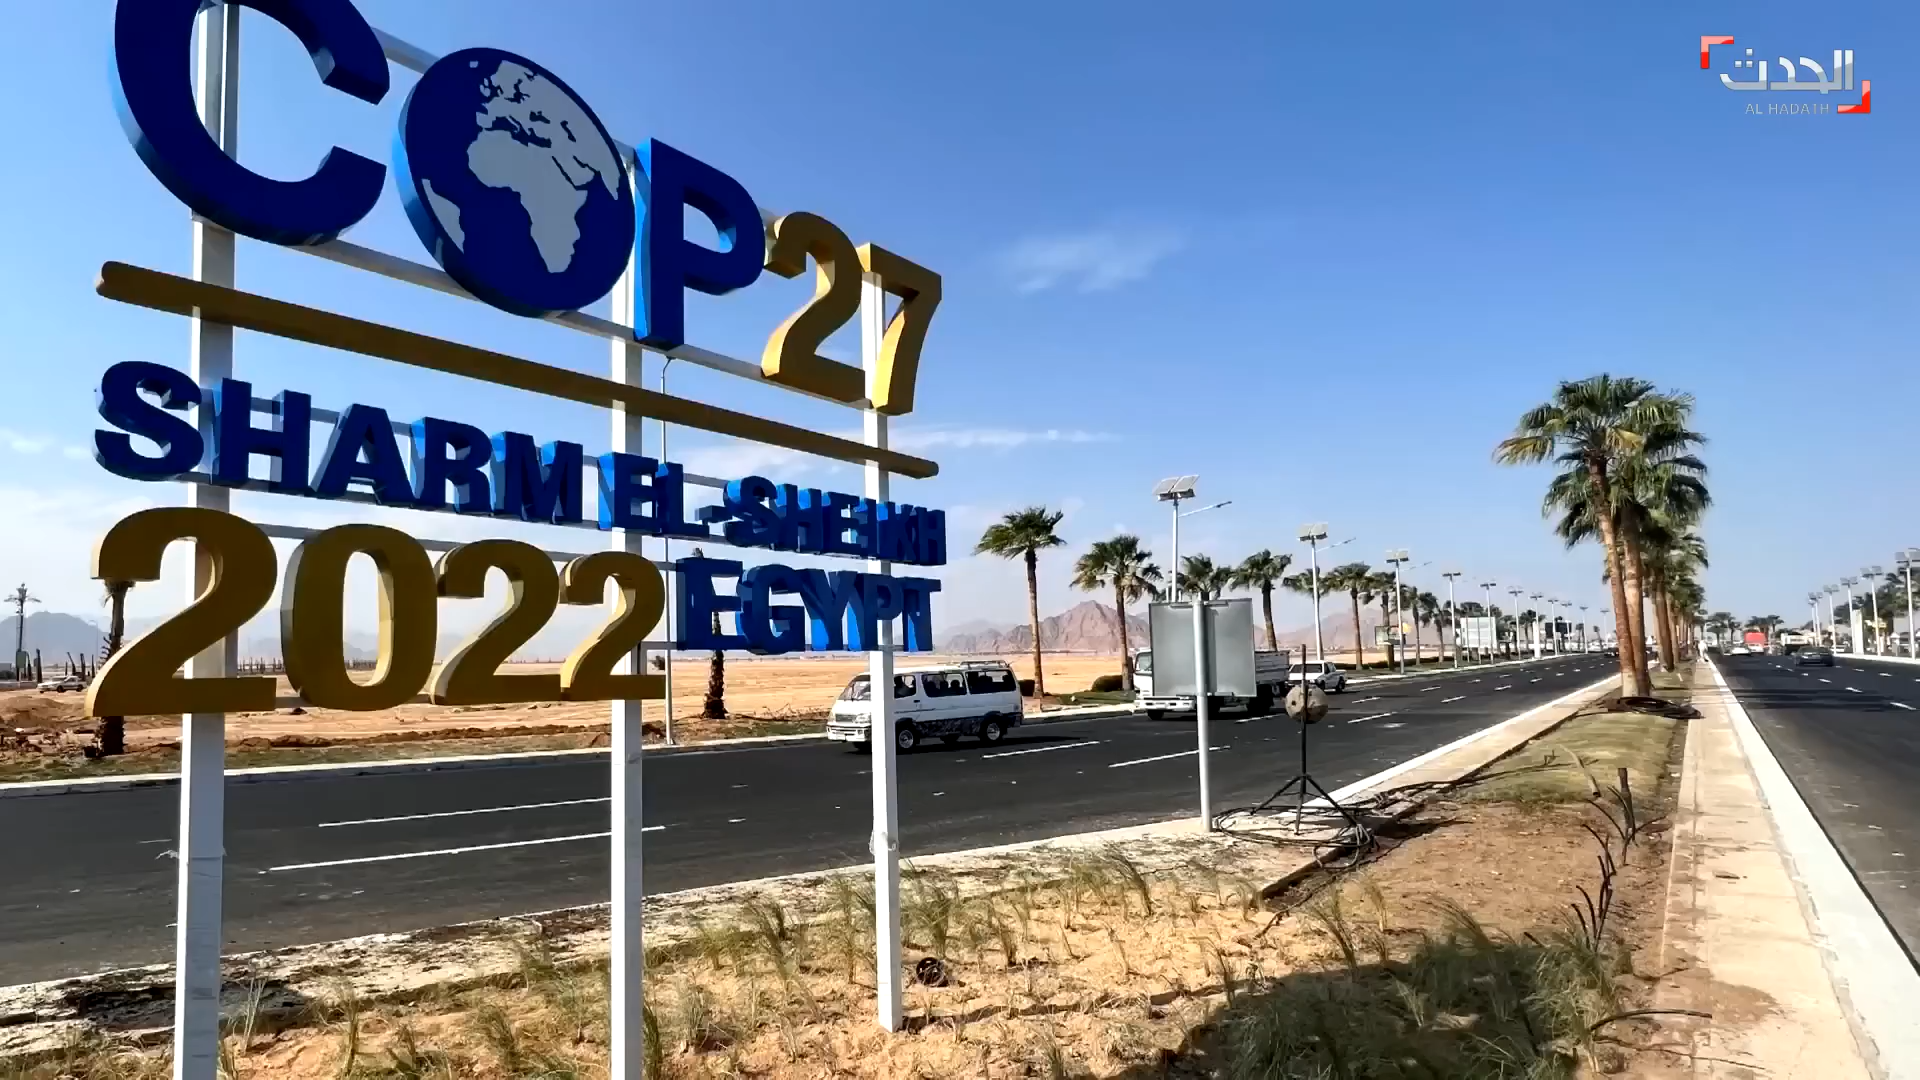 COP27
SHARM EL-SHEIKH
2022 EGYPT
الحدث
AL HADATH